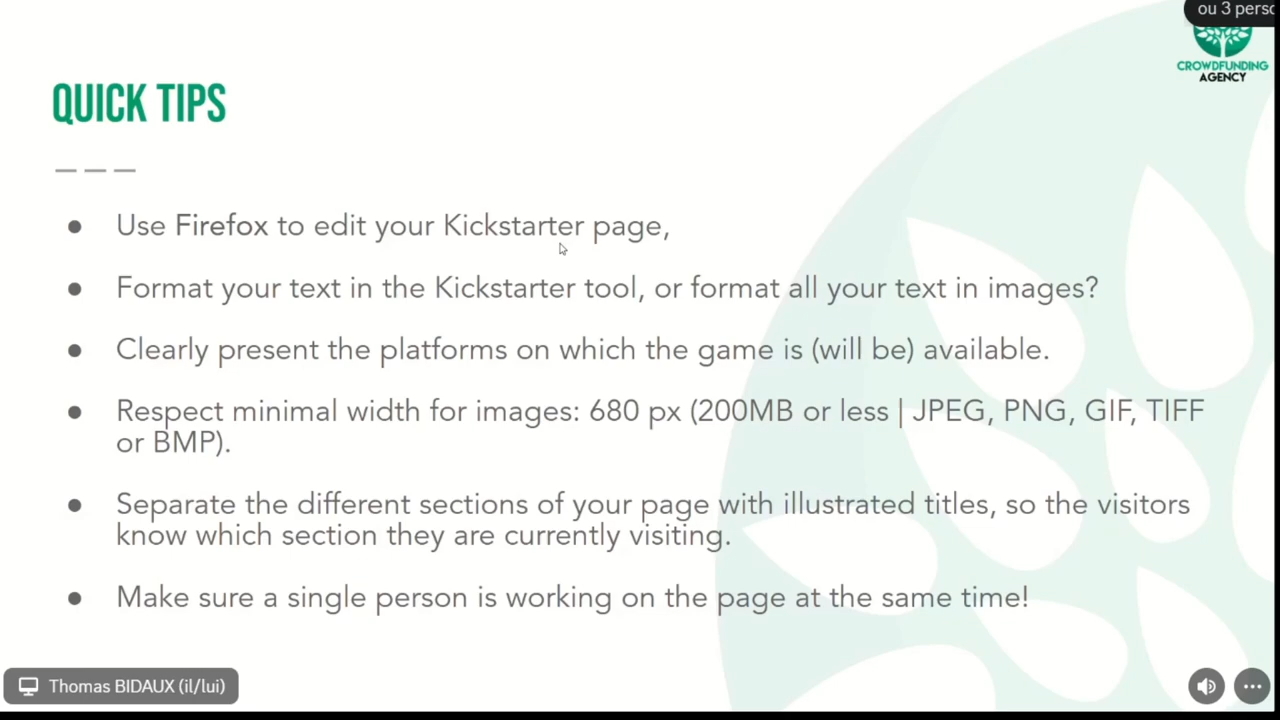 ou 3 perso
CROWDFUNDING
AGENCY
QUICK TIPS
● Use Firefox to edit your Kickstarter page,
● Format your text in the Kickstarter tool, or format all your text in images?
● Clearly present the platforms on which the game is (will be) available.
● Respect minimal width for images: 680 px (200MB or less | JPEG, PNG, GIF, TIFF
or BMP).
● Separate the different sections of your page with illustrated titles, so the visitors
know which section they are currently visiting.
● Make sure a single person is working on the page at the same time!
Thomas BIDAUX (il/lui)